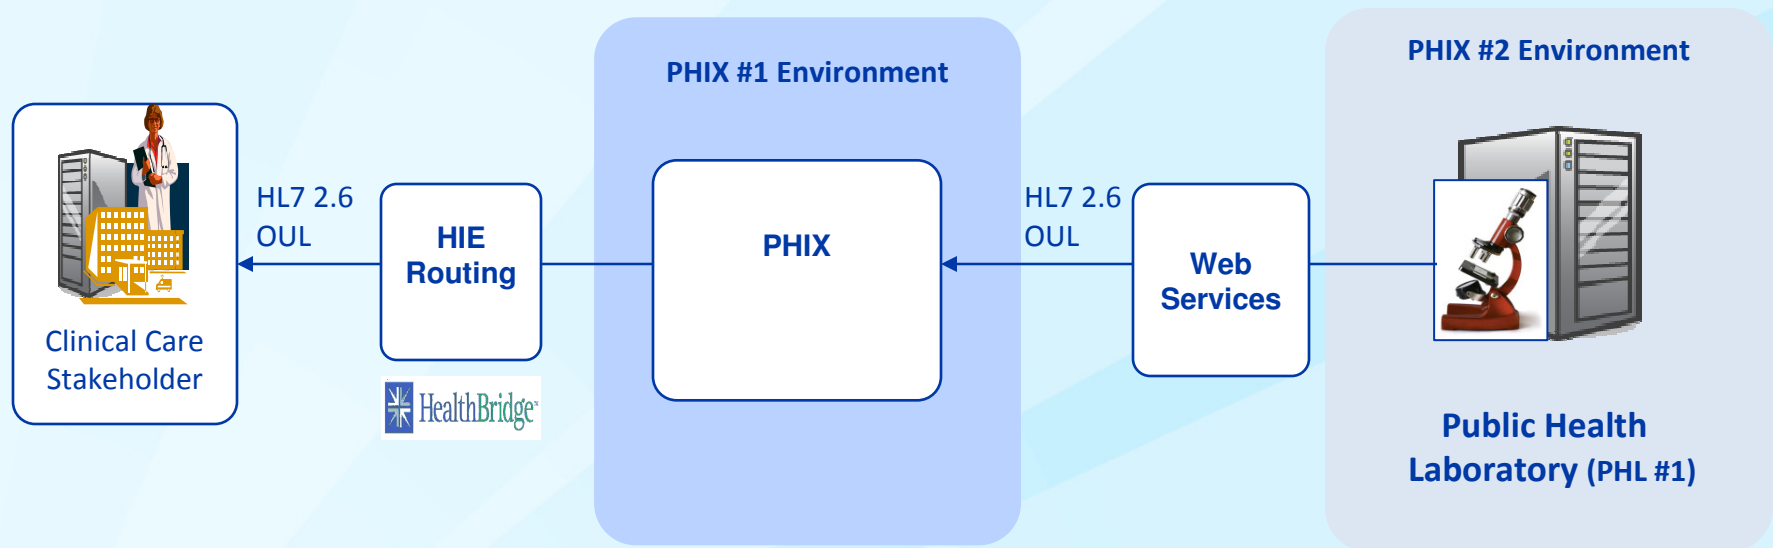 PHIX #1 Environment
PHIX #2 Environment
HL7 2.6
OUL
HIE
Routing
PHIX
HL7 2.6
OUL
Web
Services
Clinical Care
Stakeholder
HealthBridge
Public Health
Laboratory (PHL #1)